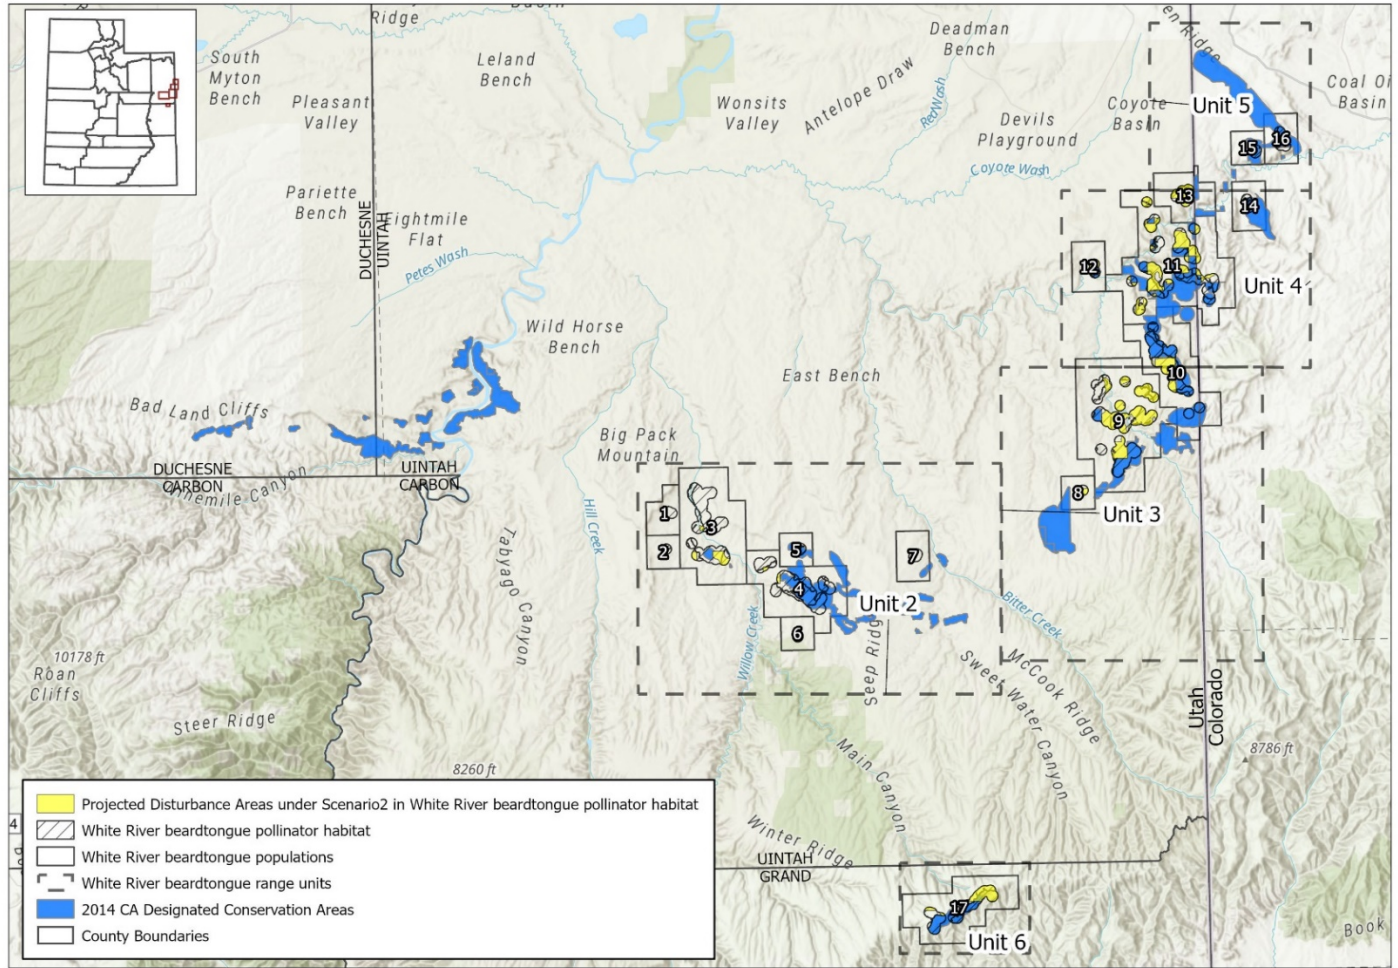 Ridge
Basin
South
Myton
Bench
Leland
Bench
Pleasant
Valley
Wonsits
Valley
Antelope Draw
Deadman
Bench
Red Wash
Devils
Playground
Coyote
Basin
en Ridge
Unit 5
Coal Oi
Basin
16
15
Coyote Wash
Pariette
Bench
DUCHESNE
UINTAH
Eightmile
Flat
Petes Wash
13
14
12
11
Unit 4
Wild Horse
Bench
East Bench
10
9
Bad Land Cliffs
Big Pack
Mountain
DUCHESNE
CARBON
UINTAH
CARBON
Ninemile Canyon
8
Unit 3
1
3
2
5
7
4
Unit 2
6
Hill Creek
Tabyago Canyon
Willow Creek
Seep Ridg
Bitter Creek
McCook Ridge
Sweet Water Canyon
Utah
Colorado
10178 ft
Roan
Cliffs
Steer Ridge
8260 ft
8786 ft
Main Canyon
Winter Ridge
4
UINTAH
GRAND
17
Unit 6
Book
Projected Disturbance Areas under Scenario2 in White River beardtongue pollinator habitat
White River beardtongue pollinator habitat
White River beardtongue populations
White River beardtongue range units
2014 CA Designated Conservation Areas
County Boundaries